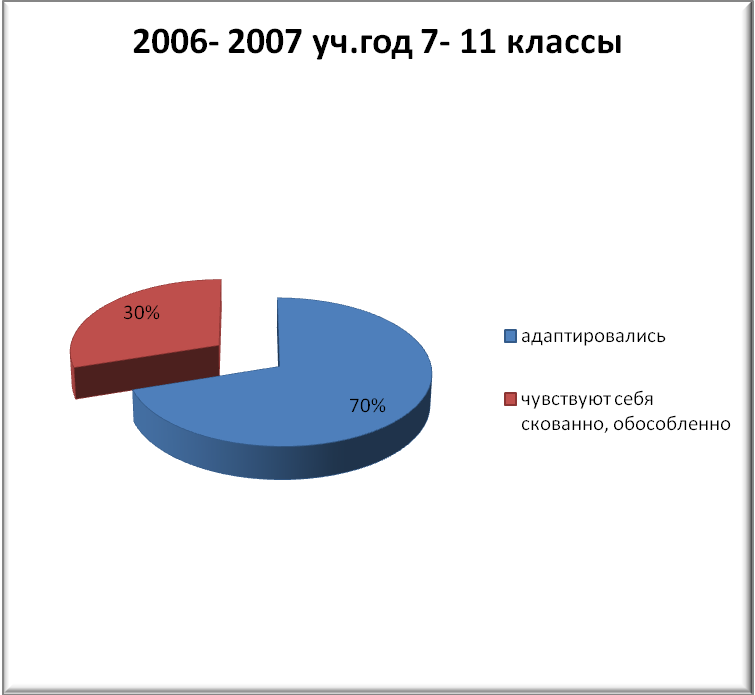 2006- 2007 уч.год 7- 11 классы
30%
70%
адаптировались
чувствуют себя
скованно, обособленно